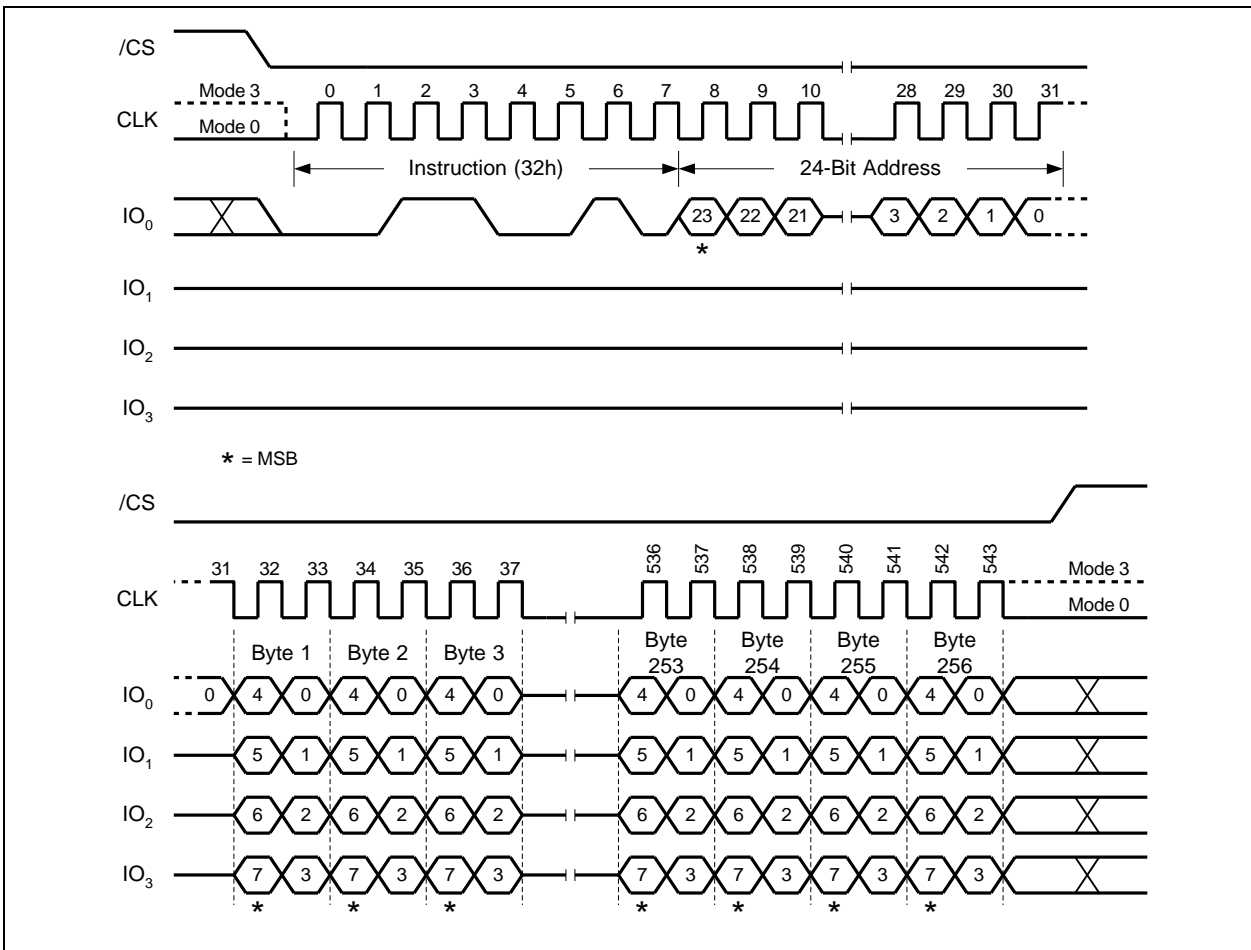 /CS
Mode 3 0 1 2 3 4 5 6 7 8 9 10 28 29 30 31
CLK
Mode 0
Instruction (32h) 24-Bit Address
IO0 23 22 21 3 2 1 0
*
IO1
IO2
IO3
* = MSB
/CS
31 32 33 34 35 36 37 536 537 538 539 540 541 542 543 Mode 3
CLK
Mode 0
Byte 1 Byte 2 Byte 3 Byte 253 Byte 254 Byte 255 Byte 256
IO0 0 4 0 4 0 4 0 4 0 4 0 4 0 4 0
IO1 5 1 5 1 5 1 5 1 5 1 5 1 5 1
IO2 6 2 6 2 6 2 6 2 6 2 6 2 6 2
IO3 7 3 7 3 7 3 7 3 7 3 7 3 7 3
* * * * * * *